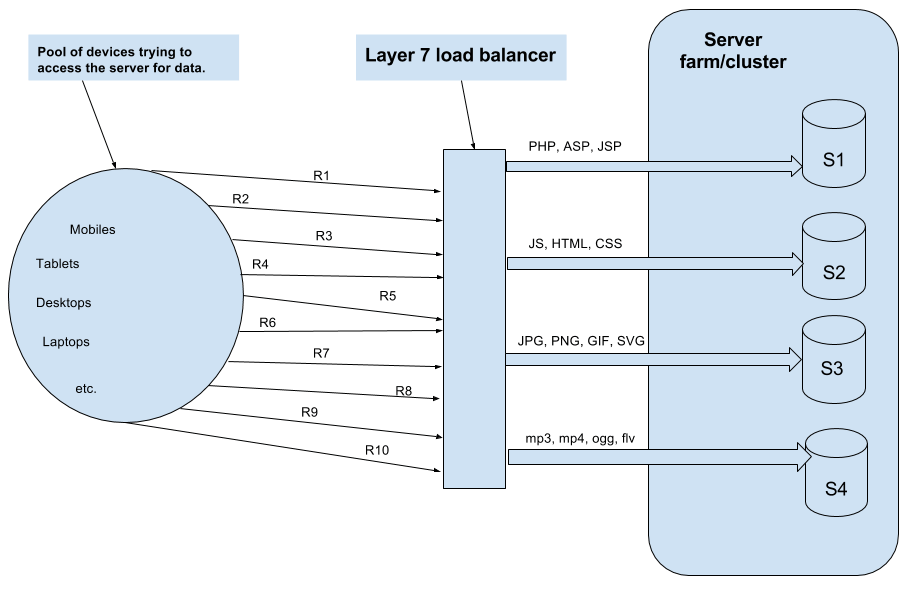 Pool of devices trying to
access the server for data.
Layer 7 load balancer
Server
farm/cluster
Mobiles
Tablets
Desktops
Laptops
etc.
R1
R2
R3
R4
R5
R6
R7
R8
R9
R10
PHP, ASP, JSP
S1
JS, HTML, CSS
S2
JPG, PNG, GIF, SVG
S3
mp3, mp4, ogg, flv
S4